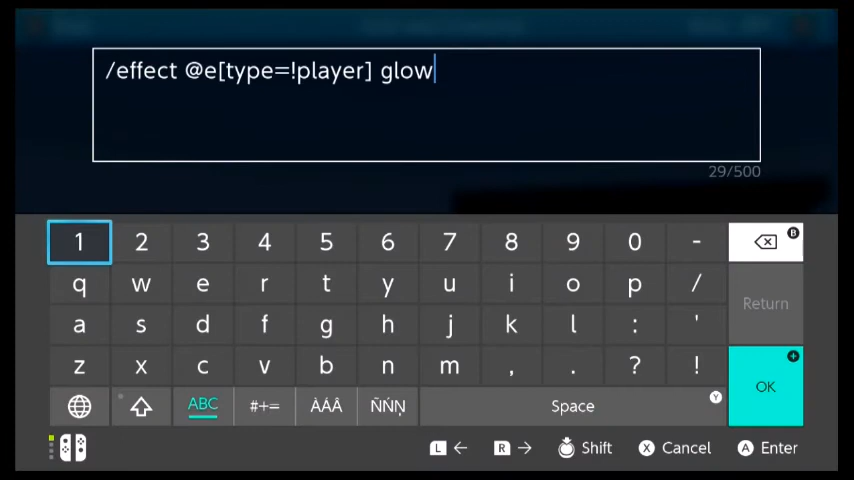 /effect @e[type=!player] glow
29/500
1 2 3 4 5 6 7 8 9 0 - B
q w e r t y u i o p / Return
a s d f g h j k l : '
z x c v b n m , . ? ! + OK
ABC #+= ÀÁÂ ÑŃŅ Space Y
L ← R → Shift X Cancel A Enter